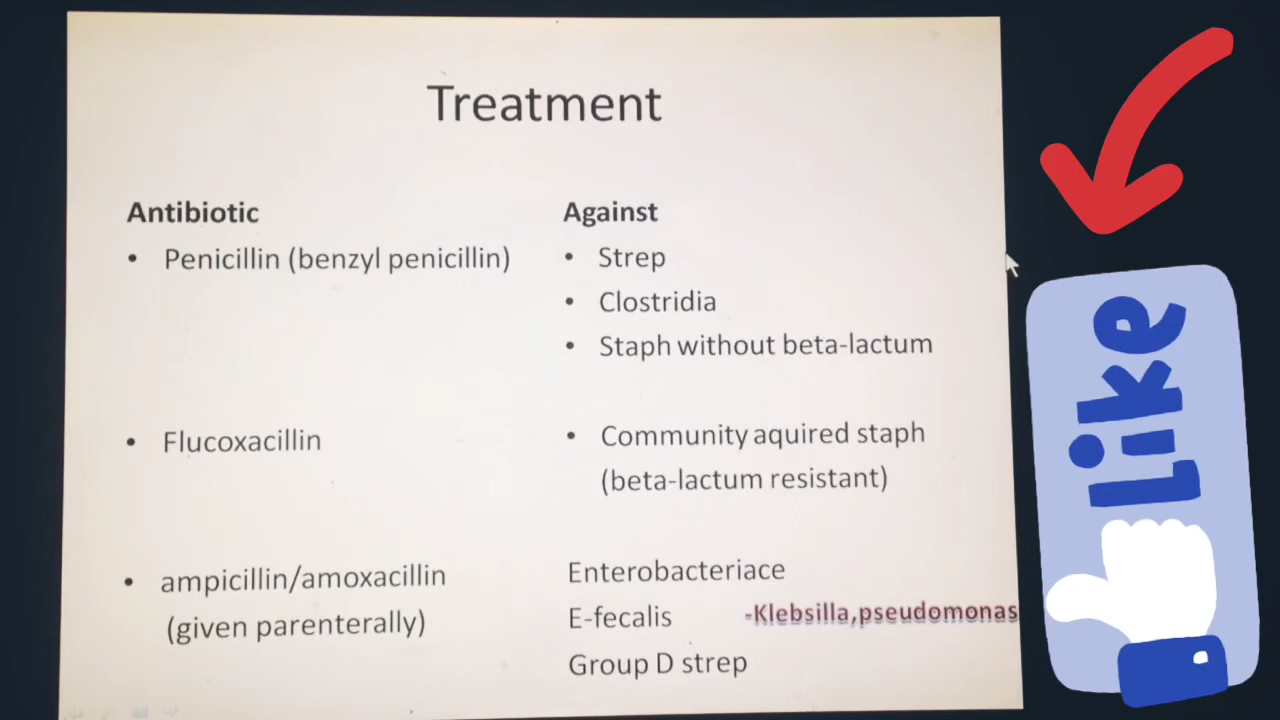 Treatment
Antibiotic
Against
• Penicillin (benzyl penicillin)
• Strep
• Clostridia
• Staph without beta-lactum
• Flucoxacillin
• Community aquired staph
(beta-lactum resistant)
• ampicillin/amoxacillin
(given parenterally)
Enterobacteriace
E-fecalis -Klebsilla,pseudomonas
Group D strep
Like